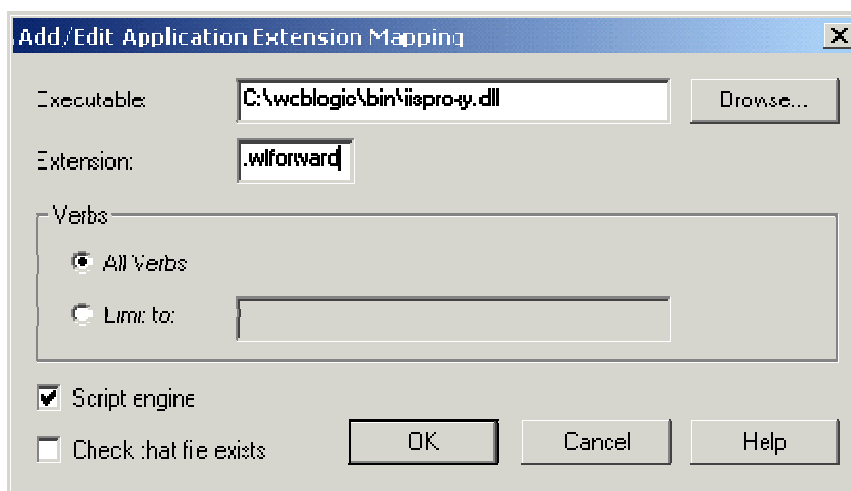 Add/Edit Application Extension Mapping
Executable: C:\weblogic\bin\iisproxy.dll Browse...
Extension: .wlforward
Verbs
All Verbs
Limit to:
Script engine
Check that file exists
OK Cancel Help